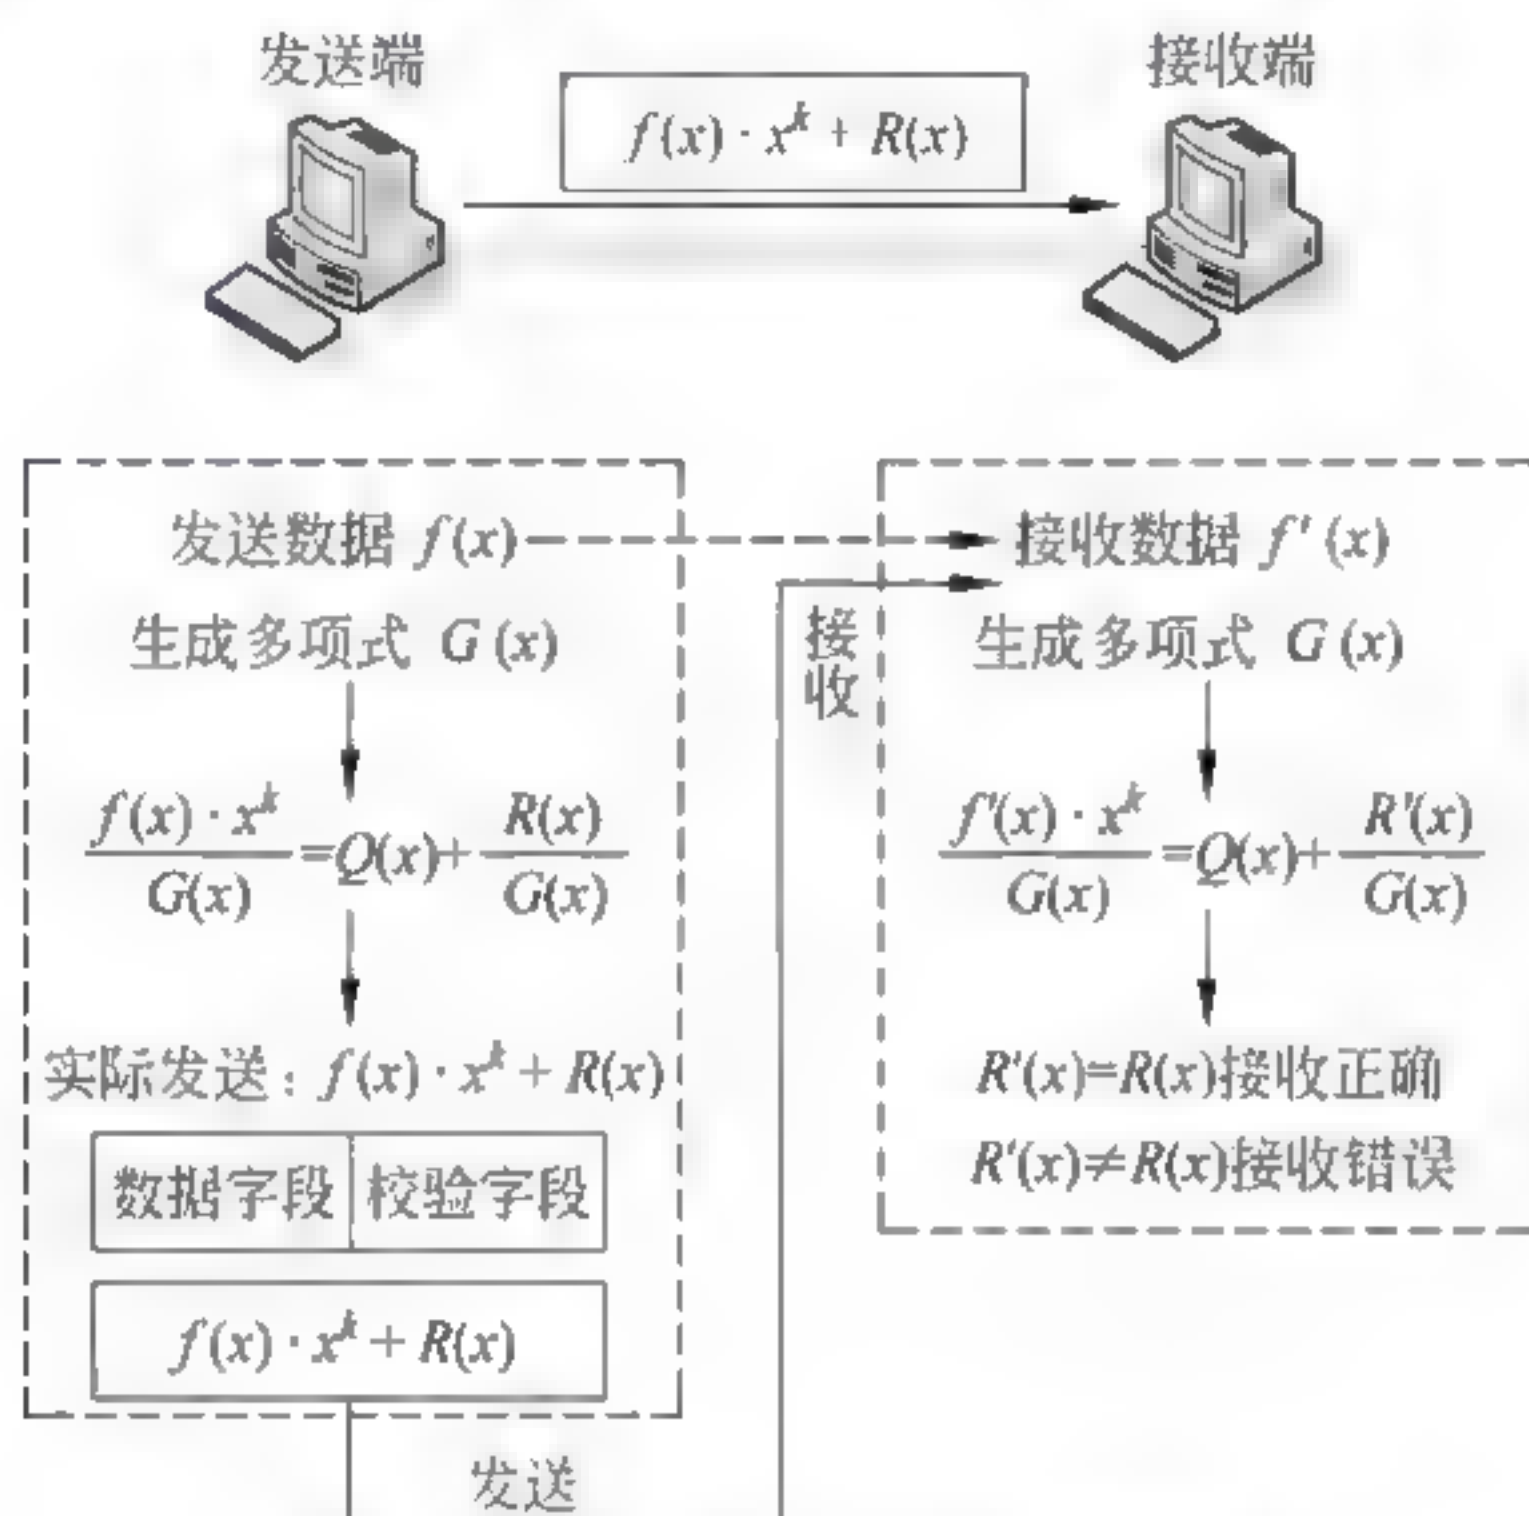 发送端
接收端
f(x)·x^k+R(x)
发送数据 f(x)
生成多项式 G(x)
f(x)·x^k/G(x)=Q(x)+R(x)/G(x)
实际发送:f(x)·x^k+R(x)
数据字段 校验字段
f(x)·x^k+R(x)
发送
接收
接收数据 f'(x)
生成多项式 G(x)
f'(x)·x^k/G(x)=Q(x)+R'(x)/G(x)
R'(x)=R(x)接收正确
R'(x)≠R(x)接收错误